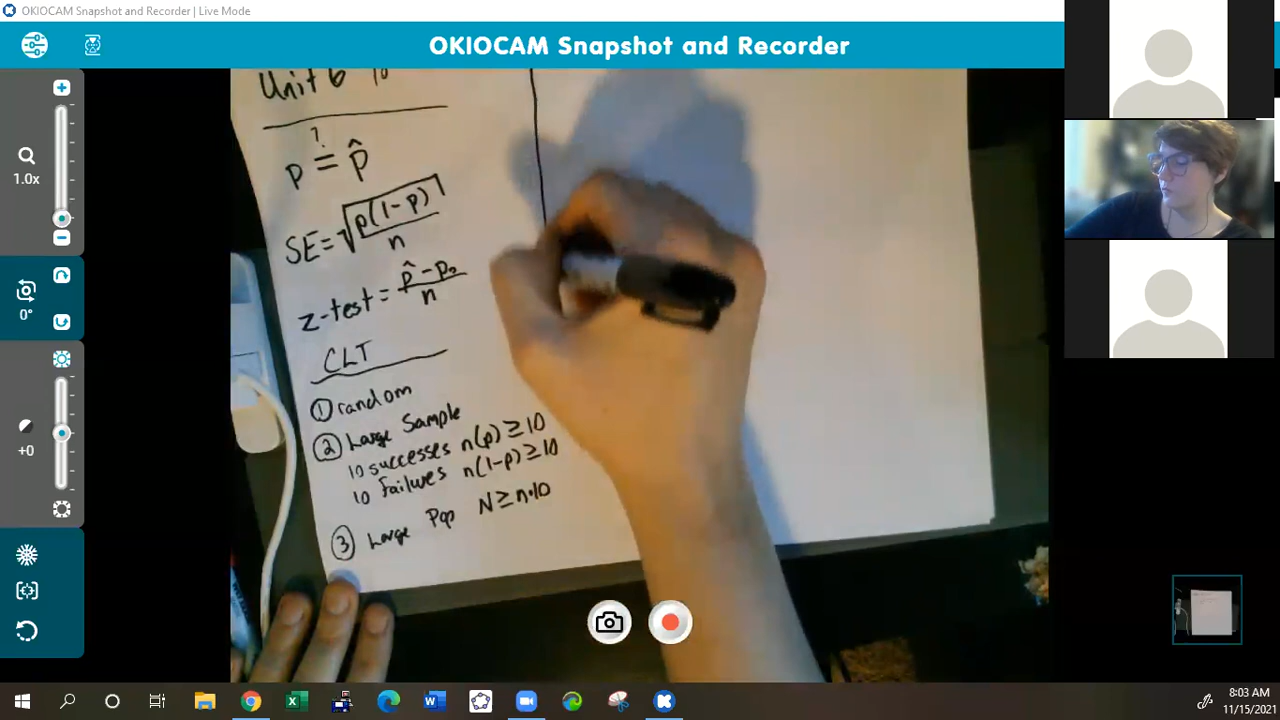 OKIOCAM Snapshot and Recorder | Live Mode
OKIOCAM Snapshot and Recorder
1.0x
0°
+0
Unit 6
p ?= p̂
SE = √(p(1-p)/n)
z-test = (p̂ - p₀)/n
CLT
① random
② Large Sample
10 successes n(p) ≥ 10
10 failures n(1-p) ≥ 10
③ Large Pop N ≥ n·10
8:03 AM
11/15/2021